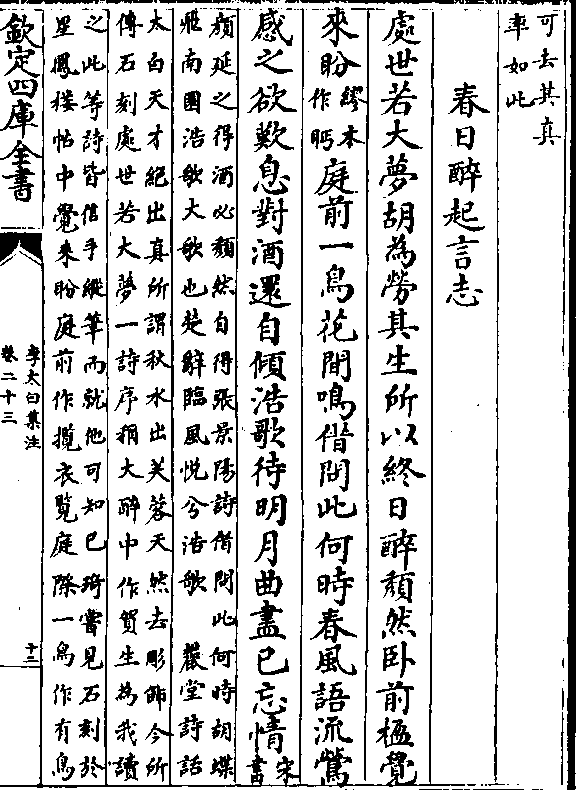 可去其真
率如此
春日醉起言志
處世若大夢胡為勞其生所以終日醉頽然卧前楹覺
來盼繆本作眄庭前一鳥花間鳴借問此何時春風語流鶯
感之欲歎息對酒還自傾浩歌待明月曲盡已忘情宋書
顔延之得酒必頽然自得張景陽詩借問此何時胡蝶
飛南園浩歌大歌也楚辭臨風怳兮浩歌 麓堂詩話
太白天才絶出真所謂秋水出芙蓉天然去彫飾今所
傳石刻處世若大夢一詩序稱大醉中作賀生為我讀
之此等詩皆信手縱筆而就他可知已琦嘗見石刻於
星鳳樓帖中覺來盼庭前作攬衣覽庭際一鳥作有鳥
欽定四庫全書
李太白集注
卷二十三
十二